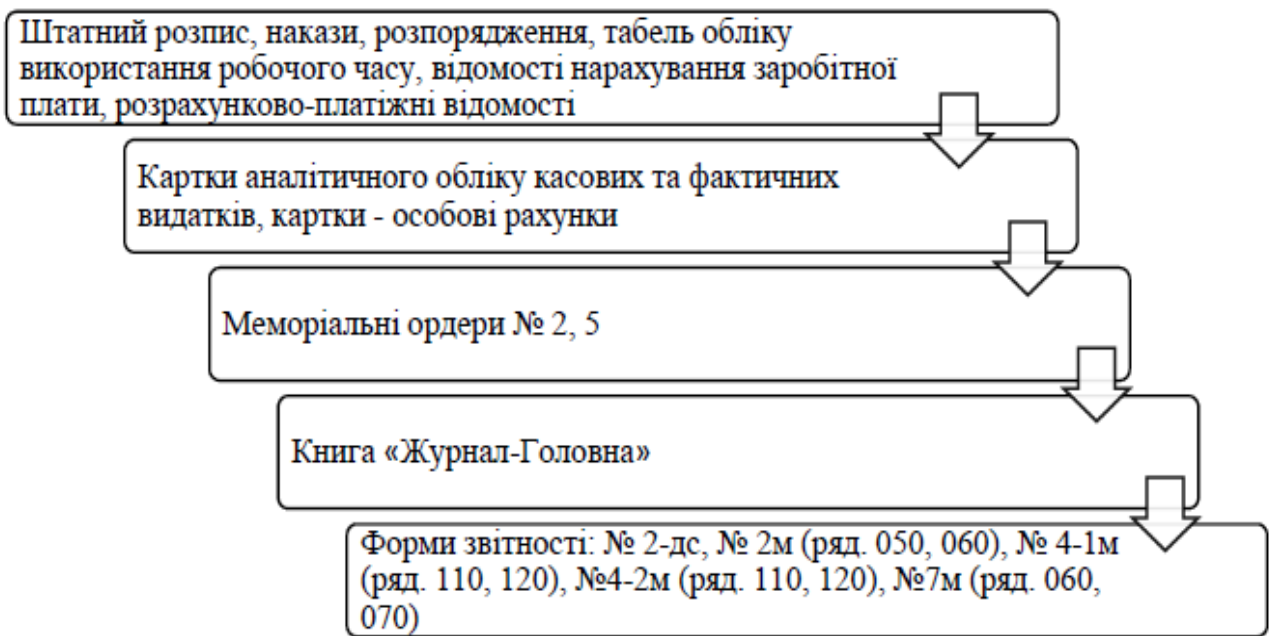 Штатний розпис, накази, розпорядження, табель обліку
використання робочого часу, відомості нарахування заробітної
плати, розрахунково-платіжні відомості
Картки аналітичного обліку касових та фактичних
видатків, картки - особові рахунки
Меморіальні ордери № 2, 5
Книга «Журнал-Головна»
Форми звітності: № 2-дс, № 2м (ряд. 050, 060), № 4-1м
(ряд. 110, 120), №4-2м (ряд. 110, 120), №7м (ряд. 060,
070)